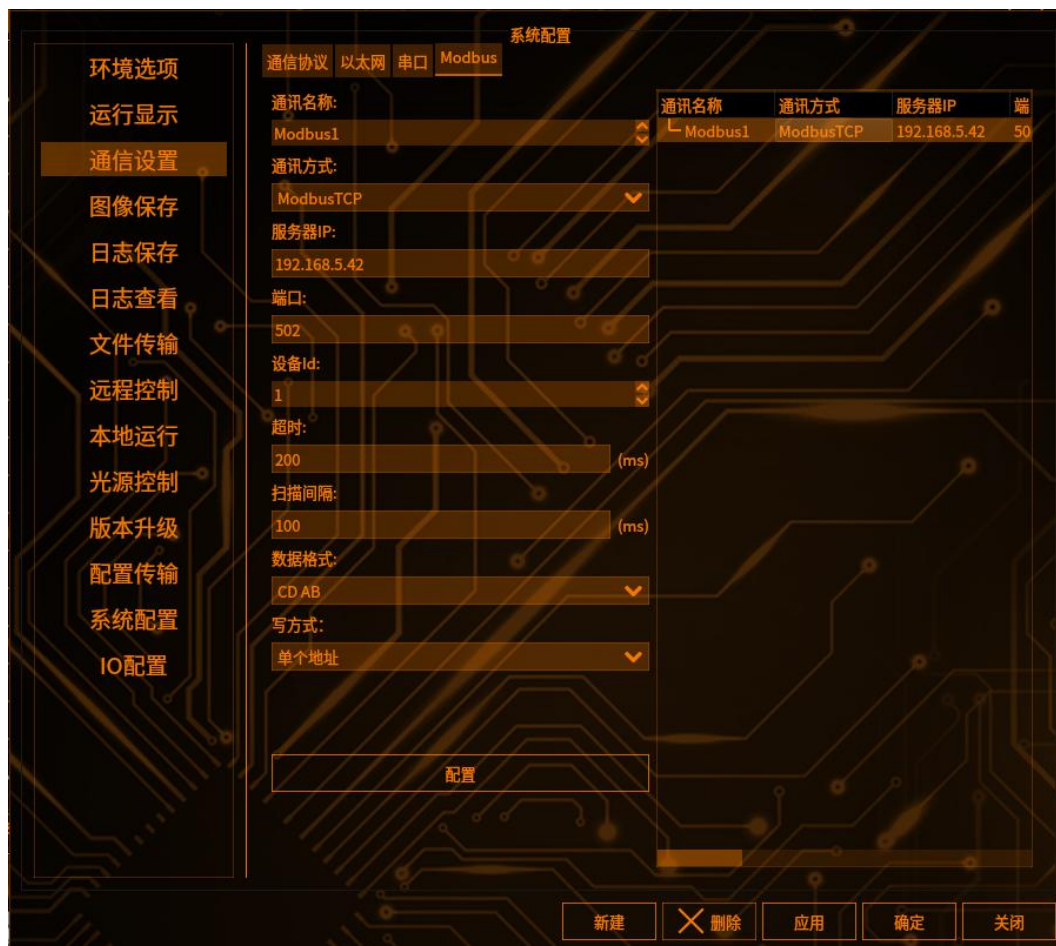 系统配置
环境选项
运行显示
通信设置
图像保存
日志保存
日志查看
文件传输
远程控制
本地运行
光源控制
版本升级
配置传输
系统配置
IO配置
通信协议 以太网 串口 Modbus
通讯名称:
Modbus1
通讯方式:
ModbusTCP
服务器IP:
192.168.5.42
端口:
502
设备Id:
1
超时:
200 (ms)
扫描间隔:
100 (ms)
数据格式:
CD AB
写方式:
单个地址
配置
通讯名称 通讯方式 服务器IP 端
Modbus1 ModbusTCP 192.168.5.42 50
新建 删除 应用 确定 关闭